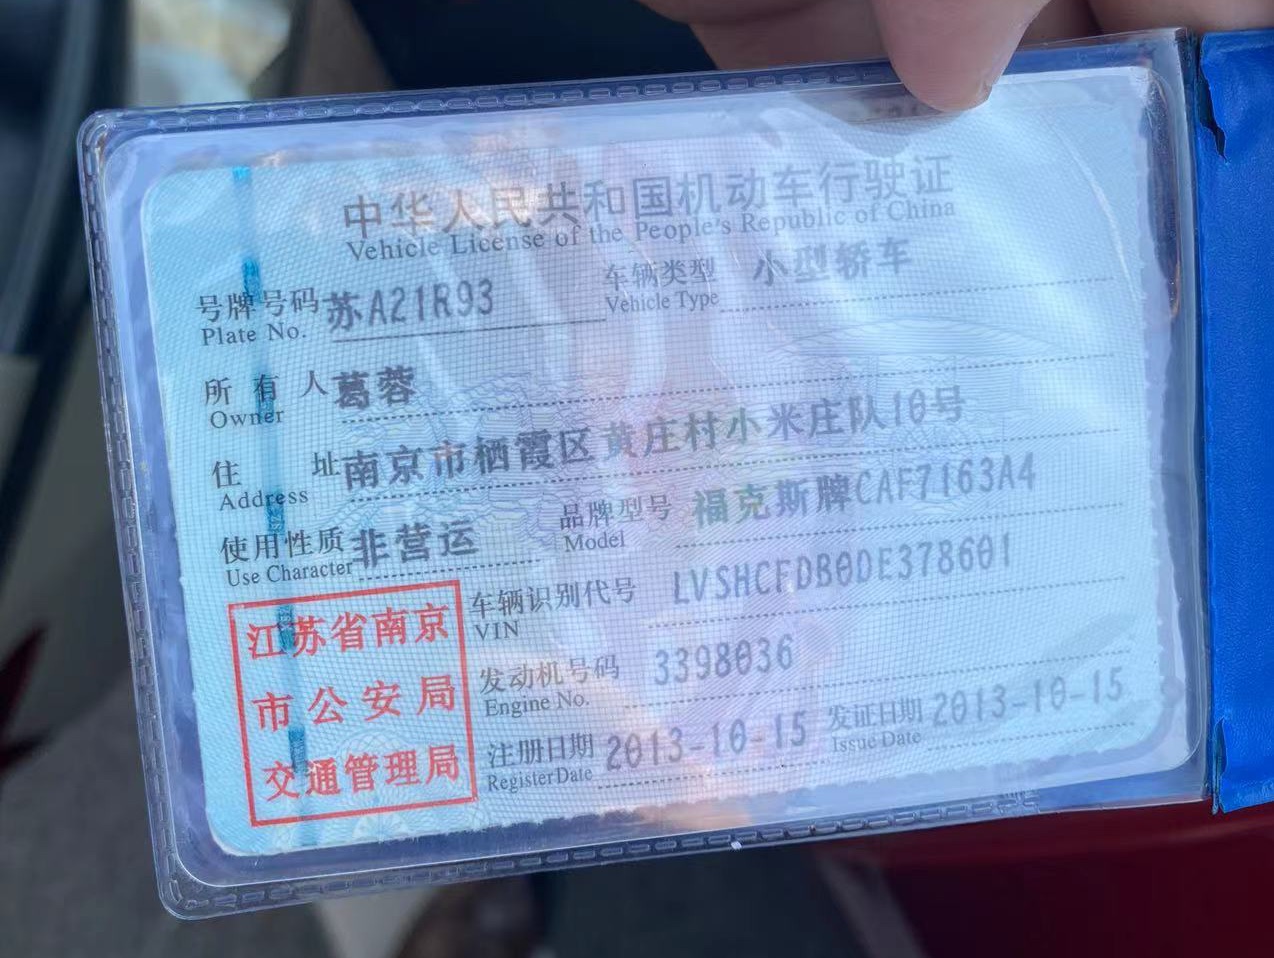 中华人民共和国机动车行驶证
Vehicle License of the People's Republic of China
号牌号码 苏A21R93 车辆类型 小型轿车
Plate No. Vehicle Type
所有人 葛蓉
Owner
住址 南京市栖霞区黄庄村小米庄队10号
Address
使用性质 非营运 品牌型号 福克斯牌CAF7163A4
Use Character Model
江苏省南京
市公安局
交通管理局
车辆识别代号 LVSHCFDB0DE378601
VIN
发动机号码 3398036
Engine No.
注册日期 2013-10-15 发证日期 2013-10-15
Register Date Issue Date